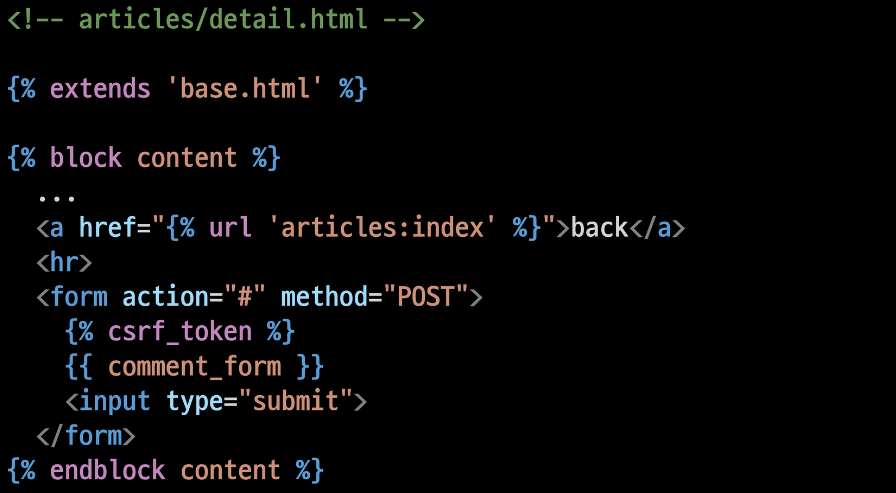 <!-- articles/detail.html -->
{% extends 'base.html' %}
{% block content %}
...
<a href="{% url 'articles:index' %}">back</a>
<hr>
<form action="#" method="POST">
{% csrf_token %}
{{ comment_form }}
<input type="submit">
</form>
{% endblock content %}